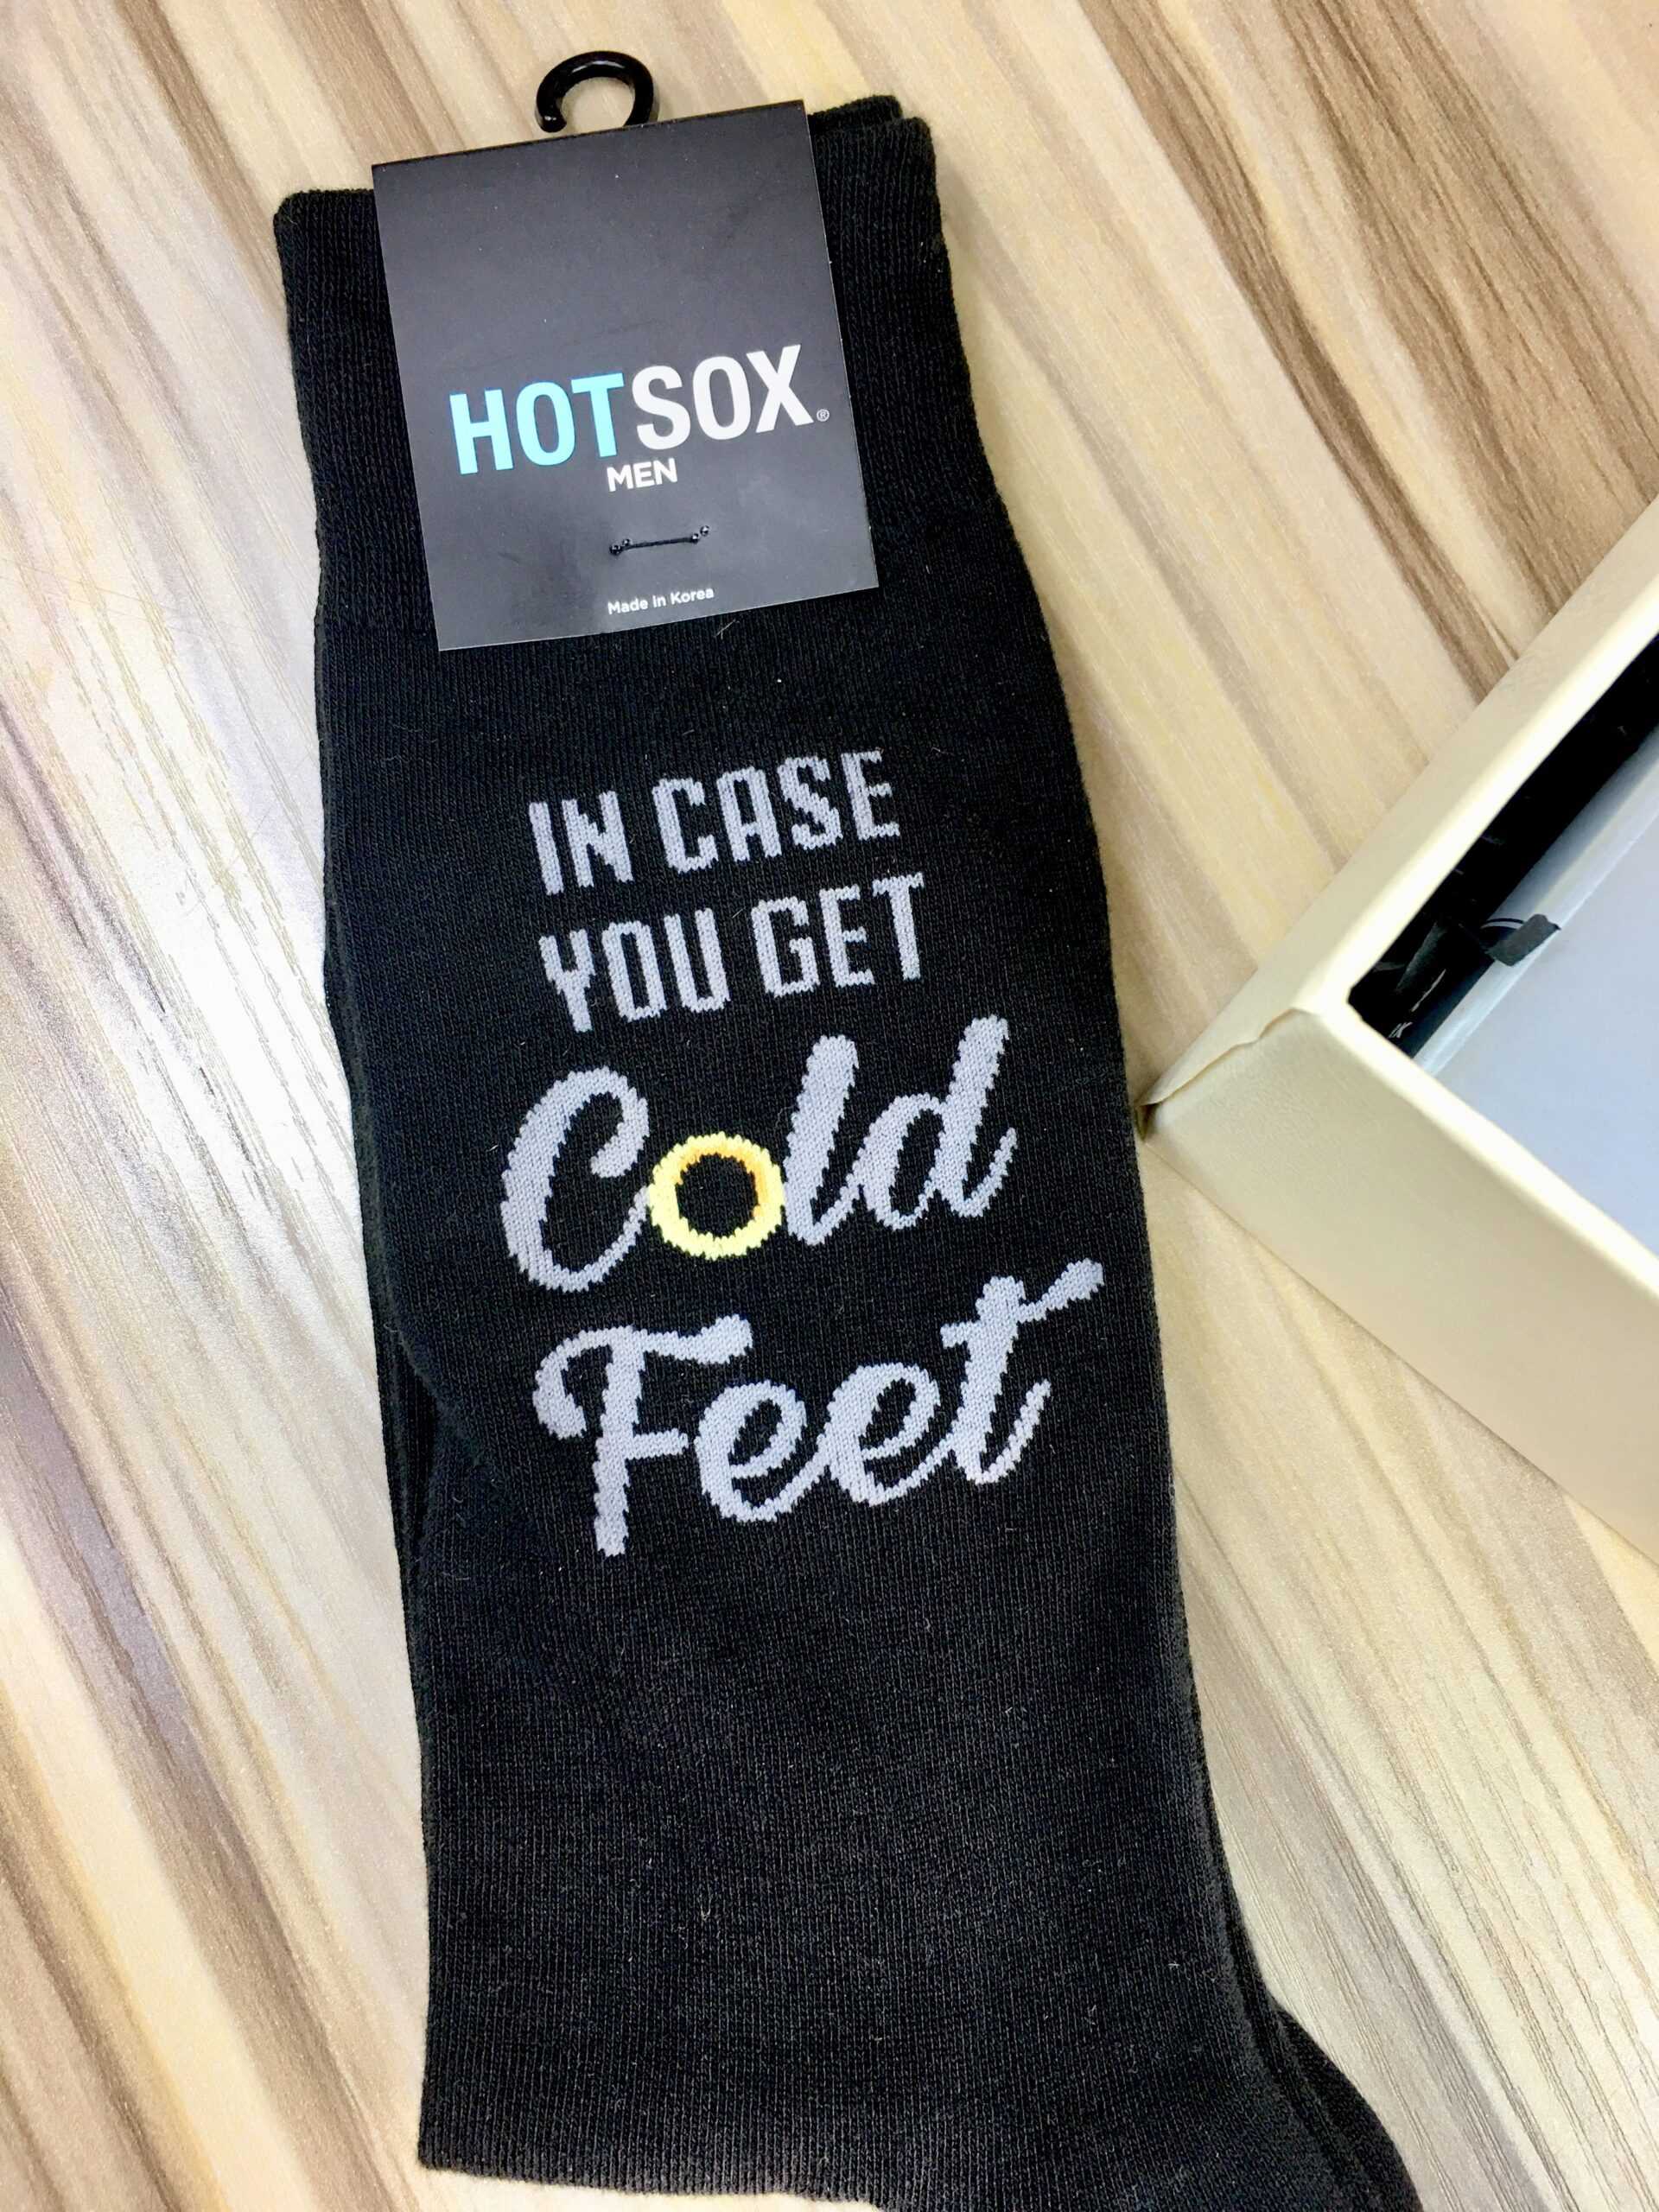 HOTSOX®
MEN
Made in Korea
IN CASE
YOU GET
Cold
Feet